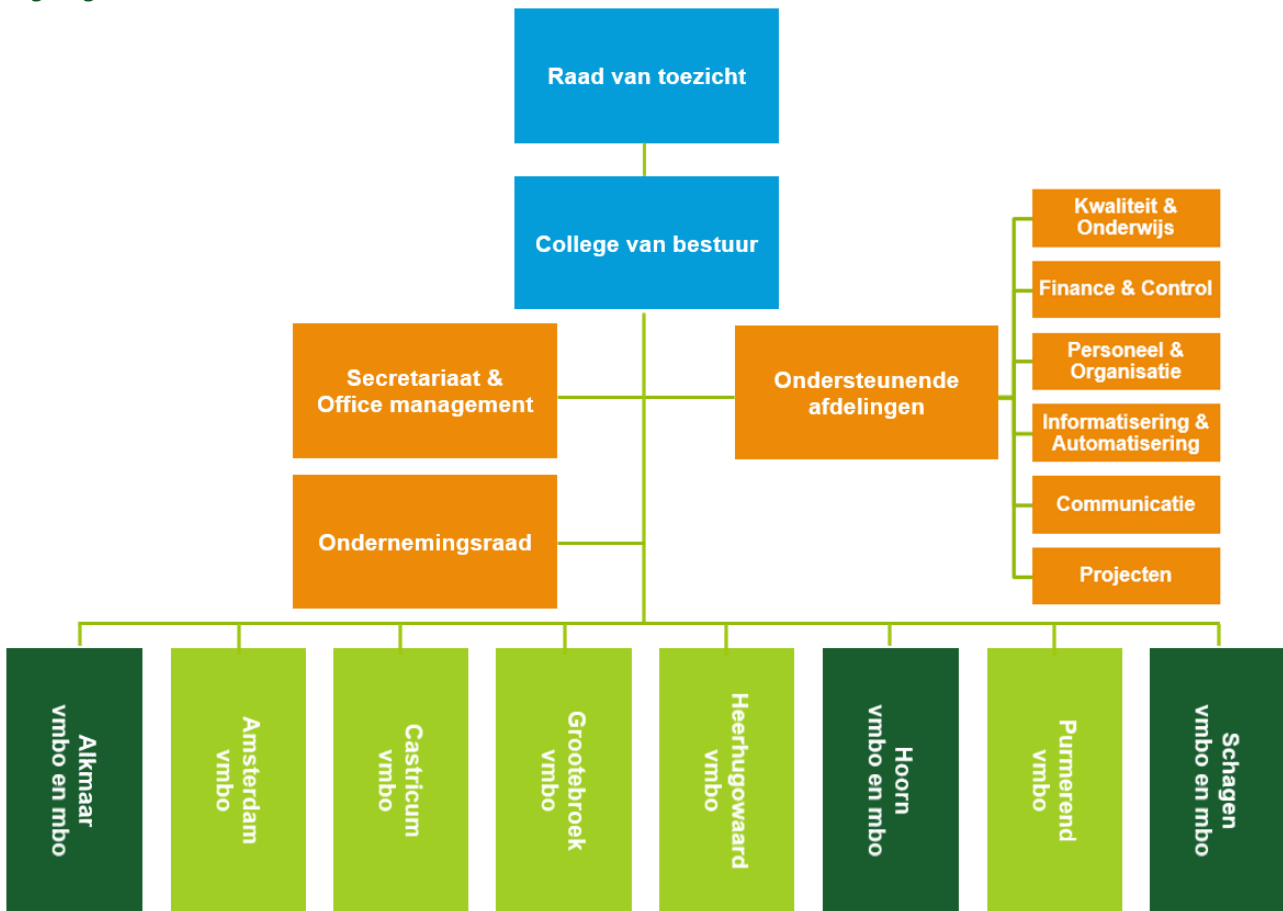 Raad van toezicht
College van bestuur
Secretariaat &
Office management
Ondersteunende
afdelingen
Kwaliteit &
Onderwijs
Finance & Control
Personeel &
Organisatie
Informatisering &
Automatisering
Communicatie
Projecten
Ondernemingsraad
Alkmaar
vmbo en mbo
Amsterdam
vmbo
Castricum
vmbo
Grootebroek
vmbo
Heerhugowaard
vmbo
Hoorn
vmbo en mbo
Purmerend
vmbo
Schagen
vmbo en mbo